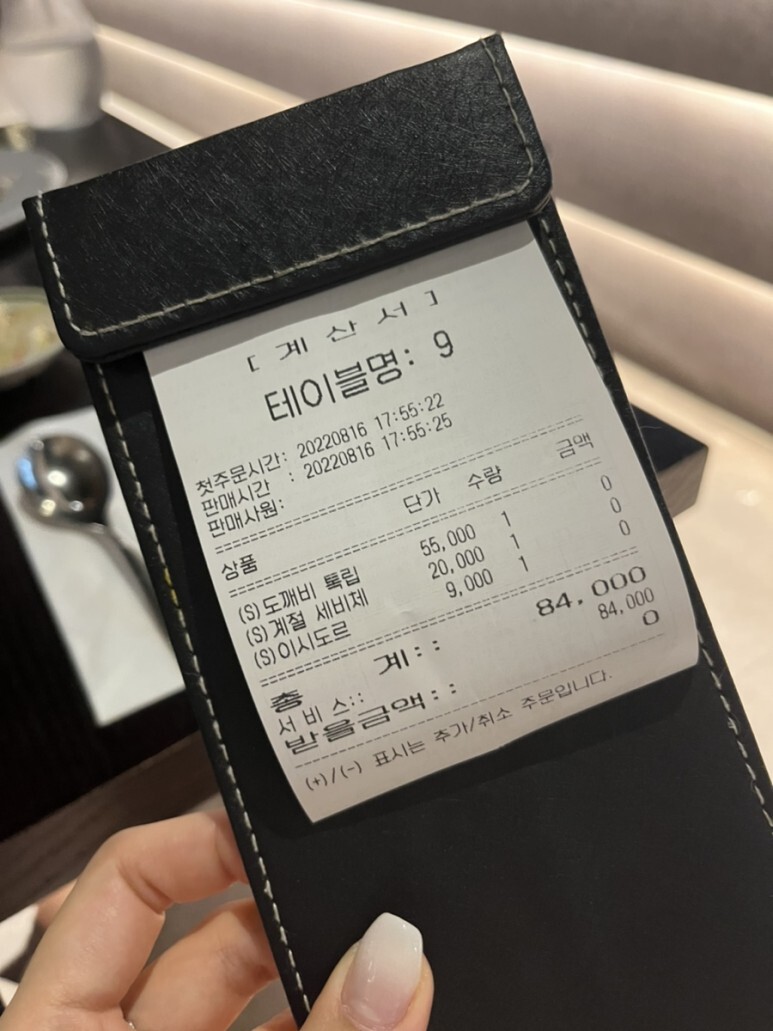 [ 계 산 서 ]
테이블명: 9
첫주문시간: 20220816 17:55:22
판매시간 : 20220816 17:55:25
판매사원:
상품 단가 수량 금액
(S)도깨비 톡립 55,000 1 0
(S)계절 세비체 20,000 1 0
(S)이시도르 9,000 1 0
총 계:: 84,000
서 비 스:: 84,000
받을금액:: 0
(+)/(-) 표시는 추가/취소 주문입니다.